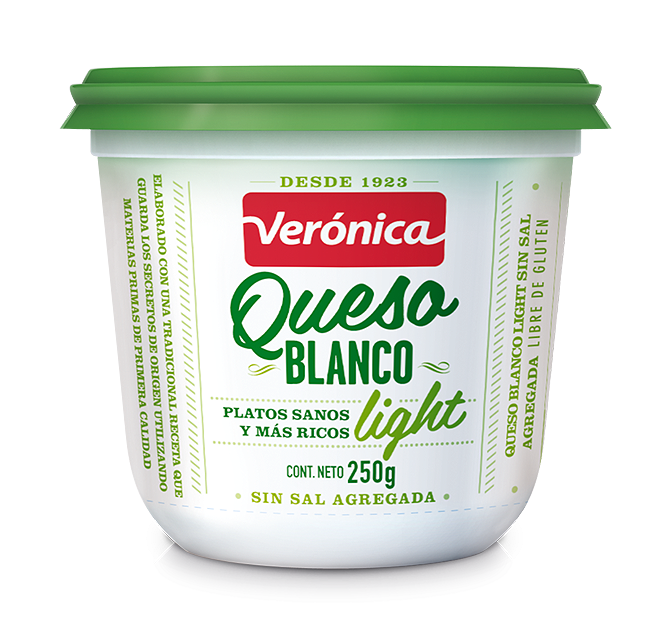 DESDE 1923
Verónica
Queso
BLANCO
light
PLATOS SANOS
Y MÁS RICOS
CONT. NETO 250g
• SIN SAL AGREGADA •
ELABORADO CON UNA TRADICIONAL RECETA QUE
GUARDA LOS SECRETOS DE ORIGEN UTILIZANDO
MATERIAS PRIMAS DE PRIMERA CALIDAD
QUESO BLANCO LIGHT SIN SAL
AGREGADA LIBRE DE GLUTEN